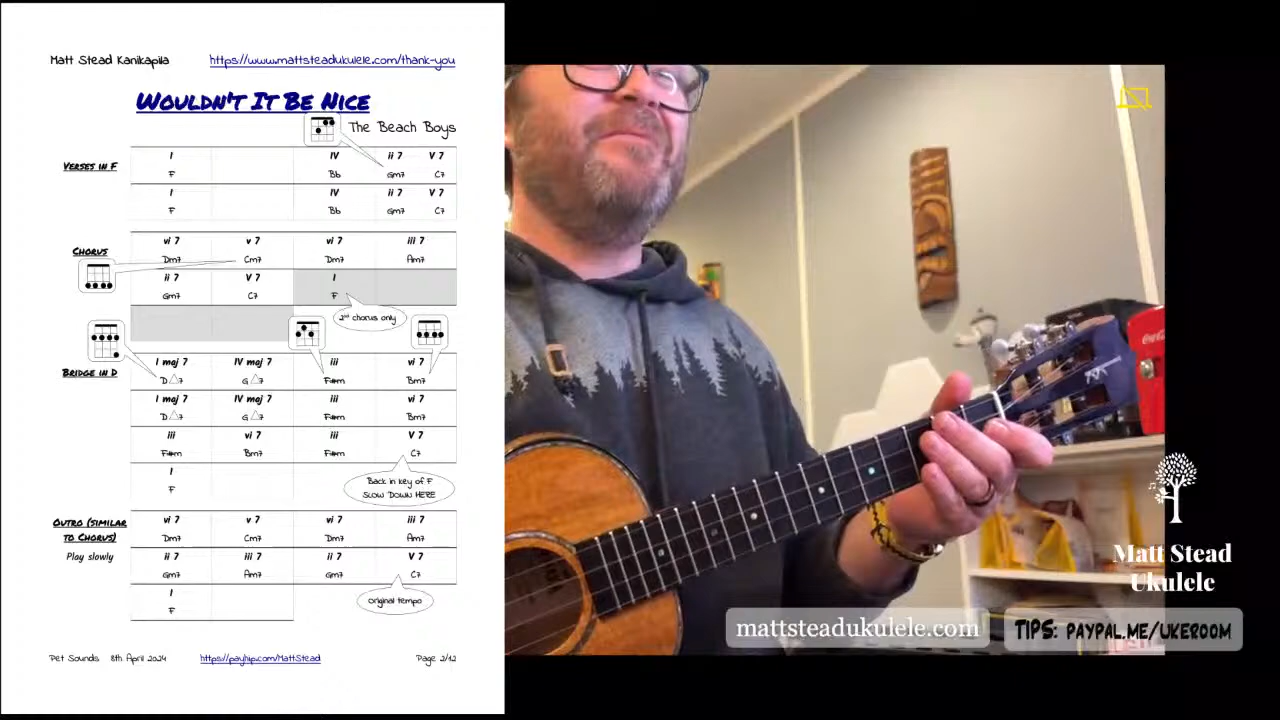 Matt Stead Kanikapila https://www.mattsteadukulele.com/thank-you
Wouldn't It Be Nice
The Beach Boys
Verses in F
I IV ii 7 V 7
F Bb Gm7 C7
I IV ii 7 V 7
F Bb Gm7 C7
Chorus
vi 7 v 7 vi 7 iii 7
Dm7 Cm7 Dm7 Am7
ii 7 V 7 I
Gm7 C7 F
2nd chorus only
Bridge in D
I maj 7 IV maj 7 iii vi 7
D△7 G△7 F#m Bm7
I maj 7 IV maj 7 iii vi 7
D△7 G△7 F#m Bm7
iii vi 7 iii V 7
F#m Bm7 F#m C7
I
F
Back in key of F
SLOW DOWN HERE
Outro (similar
to Chorus)
Play slowly
vi 7 v 7 vi 7 iii 7
Dm7 Cm7 Dm7 Am7
ii 7 iii 7 ii 7 V 7
Gm7 Am7 Gm7 C7
I
F
original tempo
Pet Sounds 8th April 2024 https://payhip.com/MattStead Page 2/12
Coca-Cola
Matt Stead
Ukulele
mattsteadukulele.com
TIPS: PAYPAL.ME/UKEROOM